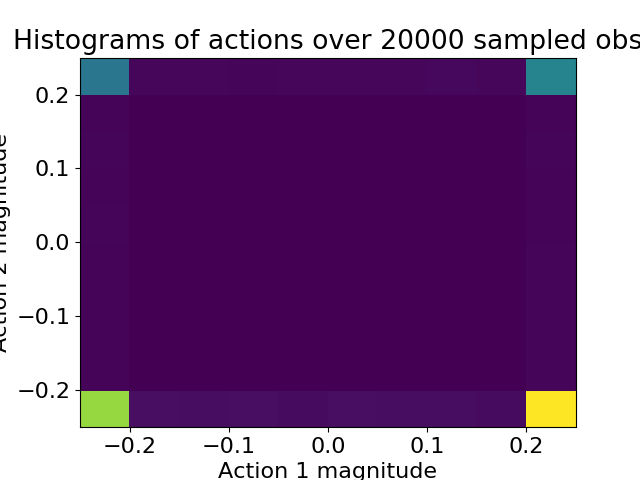 Histograms of actions over 20000 sampled obs
0.2
0.1
0.0
−0.1
−0.2
Action 2 magnitude
−0.2 −0.1 0.0 0.1 0.2
Action 1 magnitude